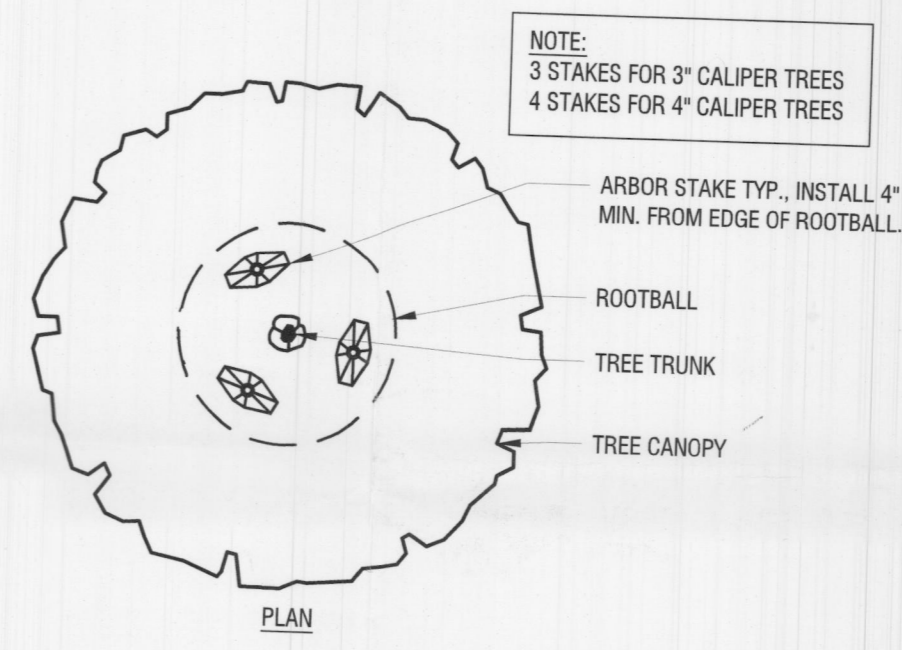 NOTE:
3 STAKES FOR 3" CALIPER TREES
4 STAKES FOR 4" CALIPER TREES
ARBOR STAKE TYP., INSTALL 4"
MIN. FROM EDGE OF ROOTBALL.
ROOTBALL
TREE TRUNK
TREE CANOPY
PLAN